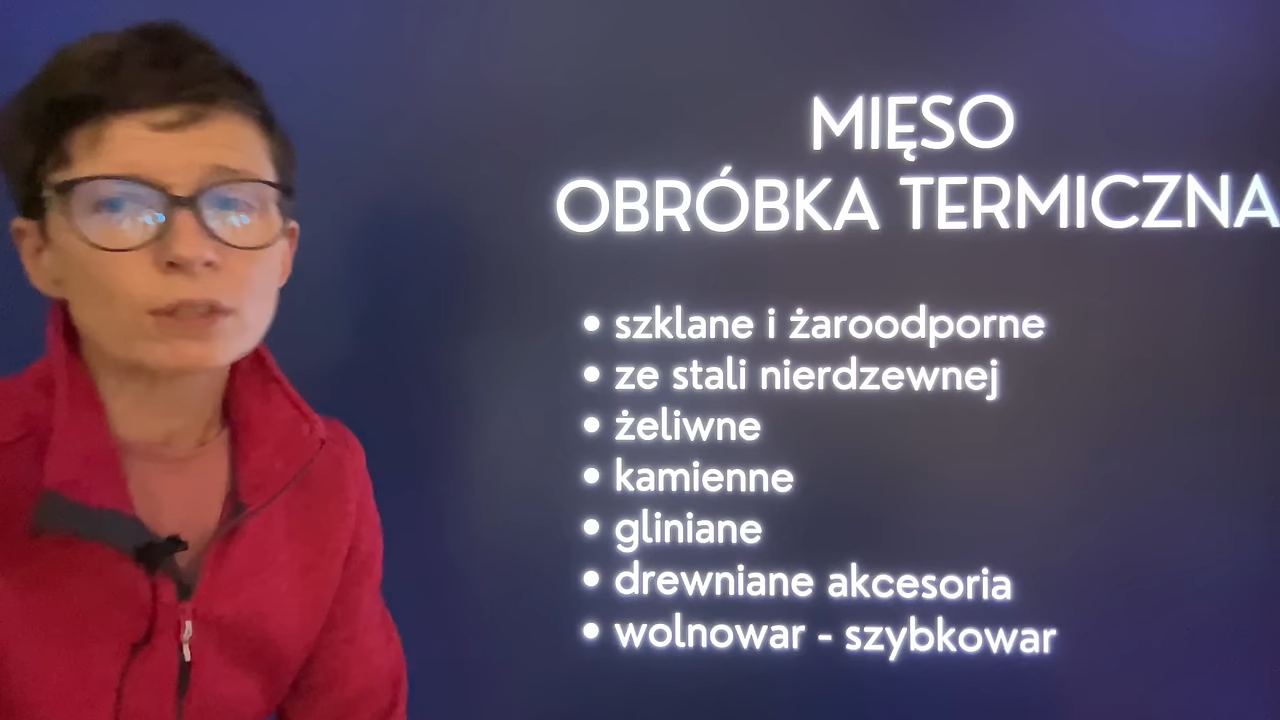 MIĘSO
OBRÓBKA TERMICZNA
• szklane i żaroodporne
• ze stali nierdzewnej
• żeliwne
• kamienne
• gliniane
• drewniane akcesoria
• wolnowar - szybkowar